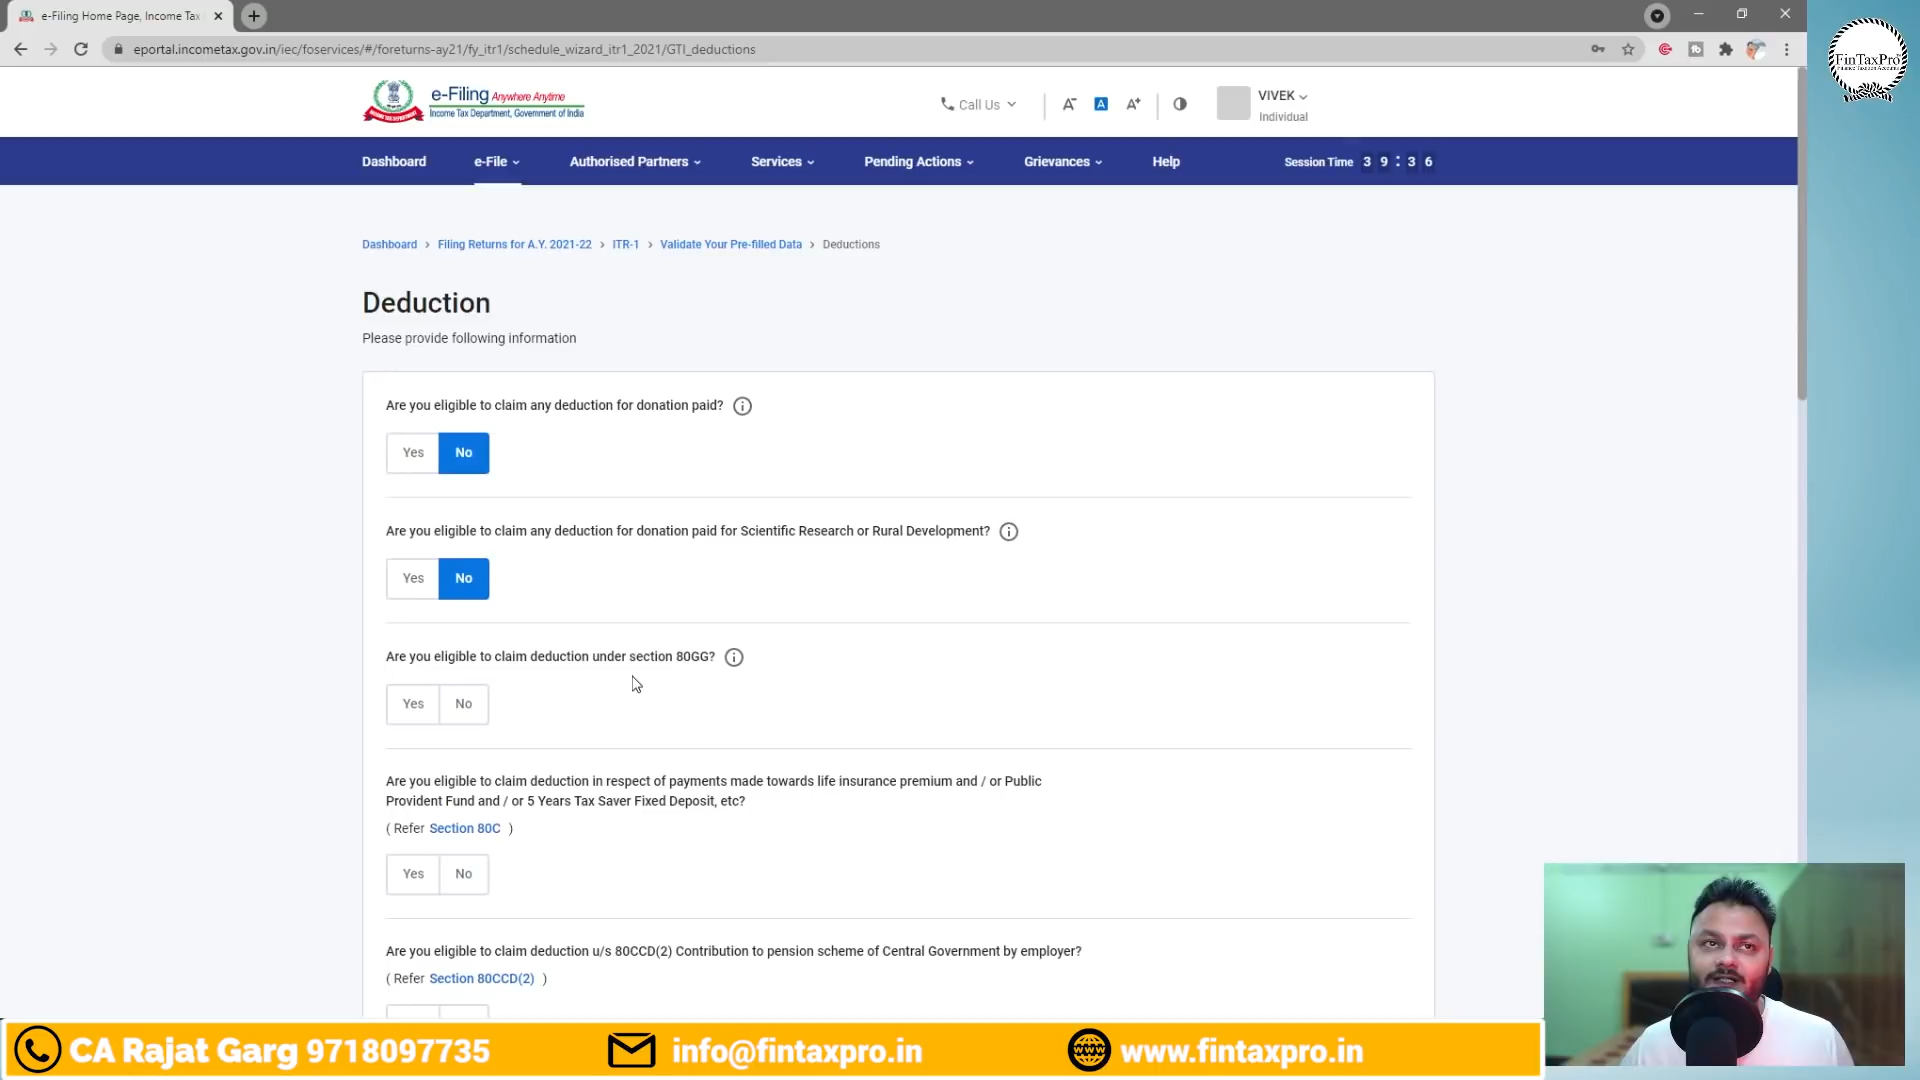 e-Filing Home Page, Income Tax
eportal.incometax.gov.in/iec/foservices/#/foreturns-ay21/fy_itr1/schedule_wizard_itr1_2021/GTI_deductions
FinTaxPro
e-Filing Anywhere Anytime
Income Tax Department, Government of India
Call Us
A-
A
A+
VIVEK
Individual
Dashboard
e-File
Authorised Partners
Services
Pending Actions
Grievances
Help
Session Time 3 9 : 3 6
Dashboard > Filing Returns for A.Y. 2021-22 > ITR-1 > Validate Your Pre-filled Data > Deductions
Deduction
Please provide following information
Are you eligible to claim any deduction for donation paid?
Yes No
Are you eligible to claim any deduction for donation paid for Scientific Research or Rural Development?
Yes No
Are you eligible to claim deduction under section 80GG?
Yes No
Are you eligible to claim deduction in respect of payments made towards life insurance premium and / or Public
Provident Fund and / or 5 Years Tax Saver Fixed Deposit, etc?
( Refer Section 80C )
Yes No
Are you eligible to claim deduction u/s 80CCD(2) Contribution to pension scheme of Central Government by employer?
( Refer Section 80CCD(2) )
CA Rajat Garg 9718097735
info@fintaxpro.in
www.fintaxpro.in